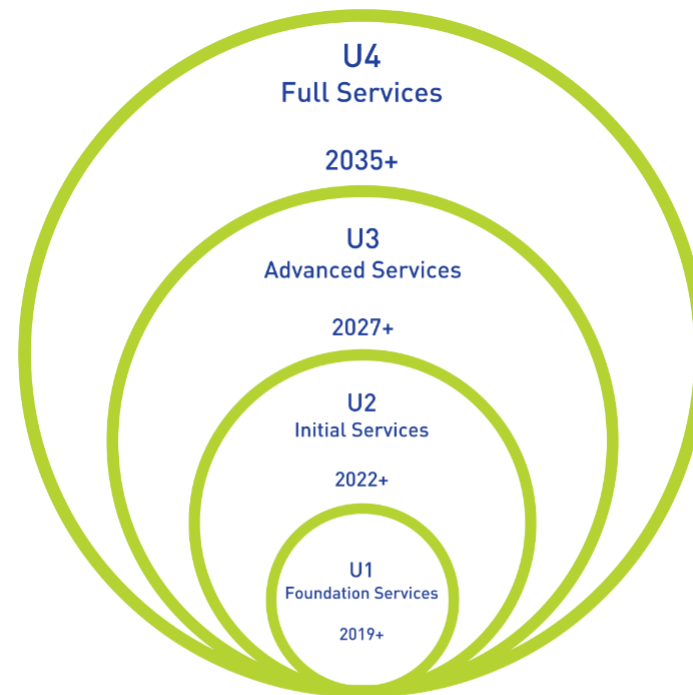 U4
Full Services
2035+
U3
Advanced Services
2027+
U2
Initial Services
2022+
U1
Foundation Services
2019+